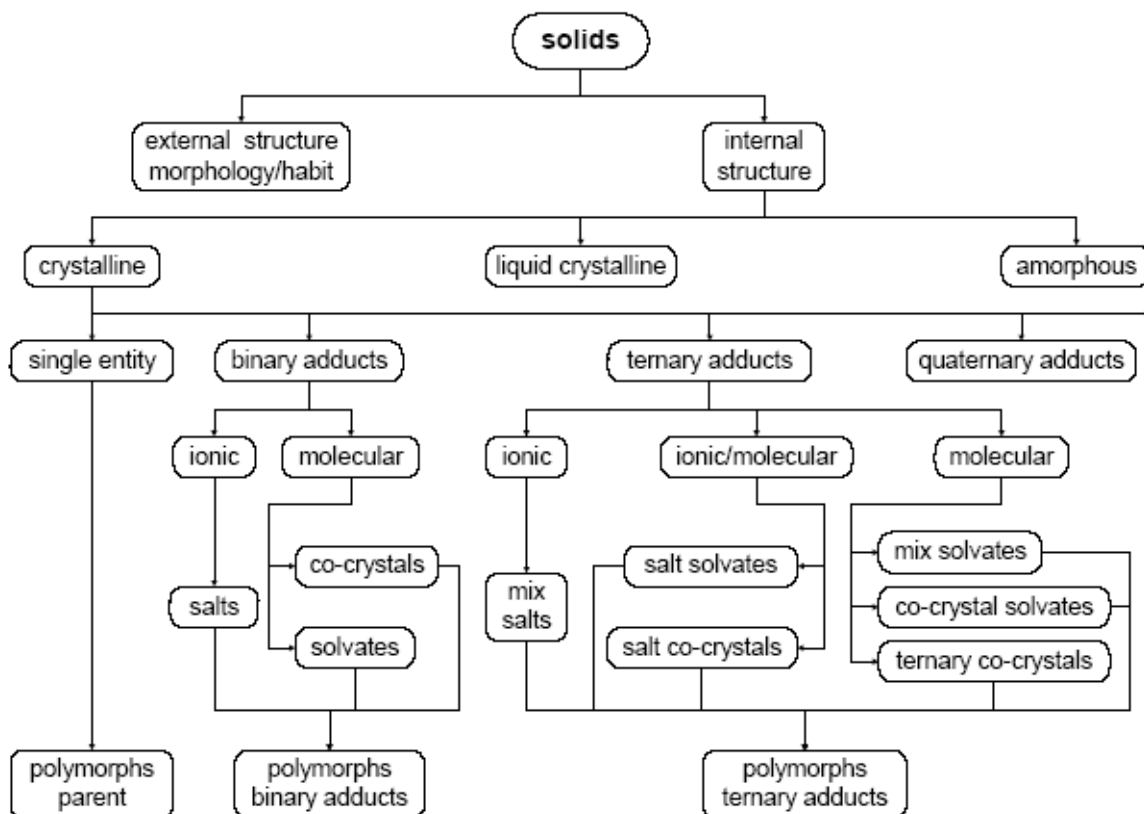 solids
external structure
morphology/habit
internal
structure
crystalline
liquid crystalline
amorphous
single entity
binary adducts
ternary adducts
quaternary adducts
ionic
molecular
ionic
ionic/molecular
molecular
co-crystals
salt solvates
mix solvates
salts
mix
salts
co-crystal solvates
solvates
salt co-crystals
ternary co-crystals
polymorphs
parent
polymorphs
binary adducts
polymorphs
ternary adducts